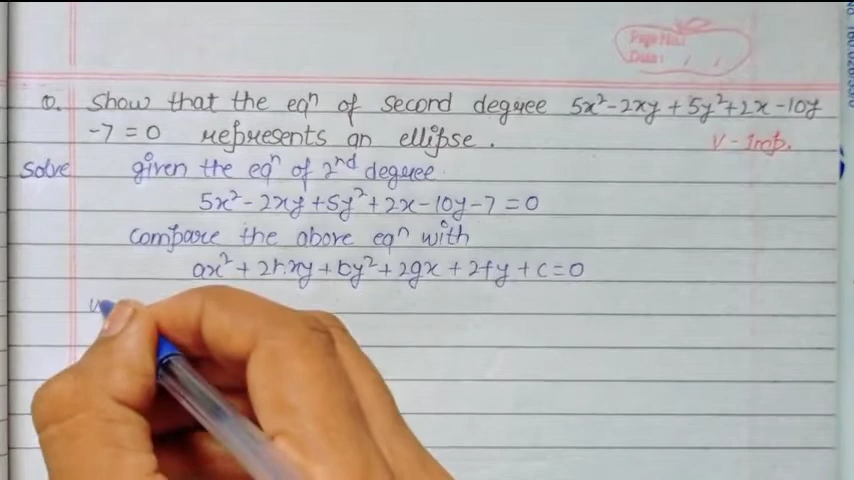 Page No.:
Date: / /
Q. Show that the eqⁿ of second degree 5x²-2xy+5y²+2x-10y
-7=0 represents an ellipse.
V-Imp.
Solve given the eqⁿ of 2ⁿᵈ degree.
5x²-2xy+5y²+2x-10y-7=0
compare the above eqⁿ with
ax²+2hxy+by²+2gx+2fy+c=0